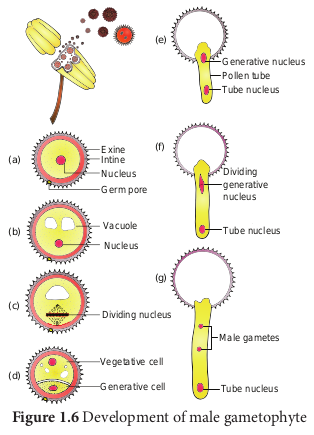 (a)
Exine
Intine
Nucleus
Germ pore
(b)
Vacuole
Nucleus
(c)
Dividing nucleus
(d)
Vegetative cell
Generative cell
(e)
Generative nucleus
Pollen tube
Tube nucleus
(f)
Dividing
generative
nucleus
Tube nucleus
(g)
Male gametes
Tube nucleus
Figure 1.6 Development of male gametophyte